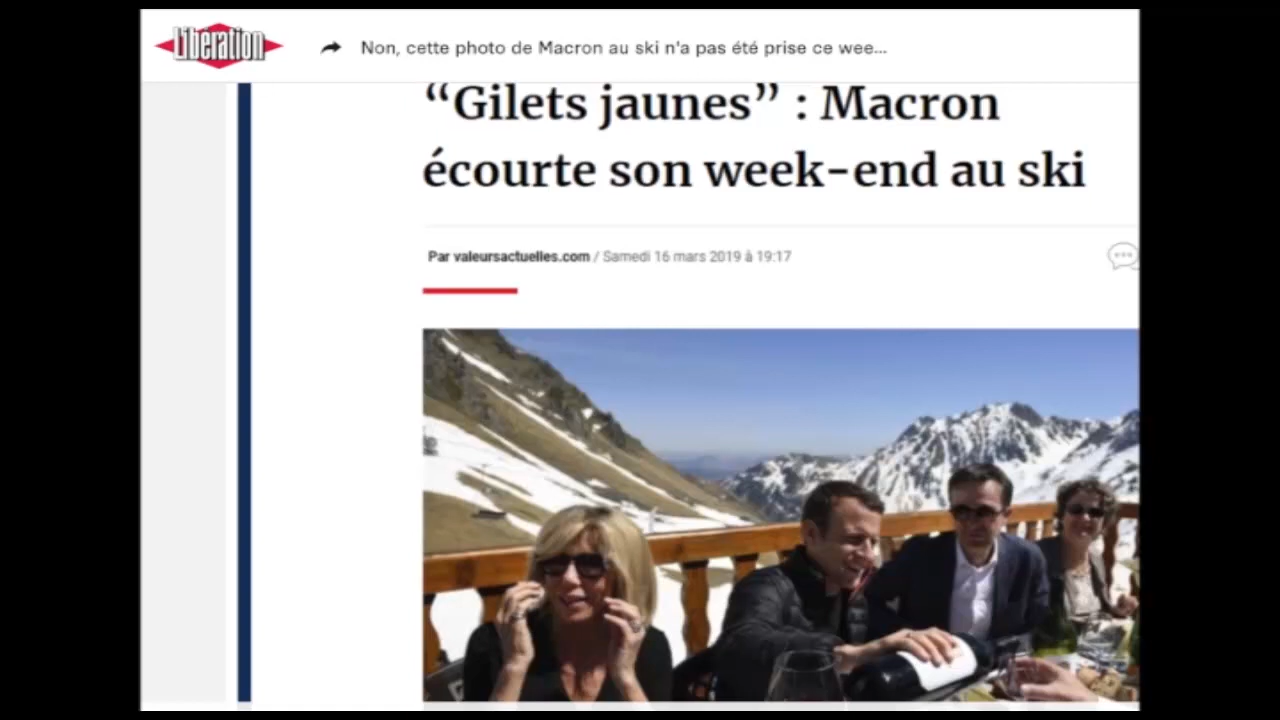 Libération
Non, cette photo de Macron au ski n'a pas été prise ce wee...
“Gilets jaunes” : Macron
écourte son week-end au ski
Par valeursactuelles.com / Samedi 16 mars 2019 à 19:17